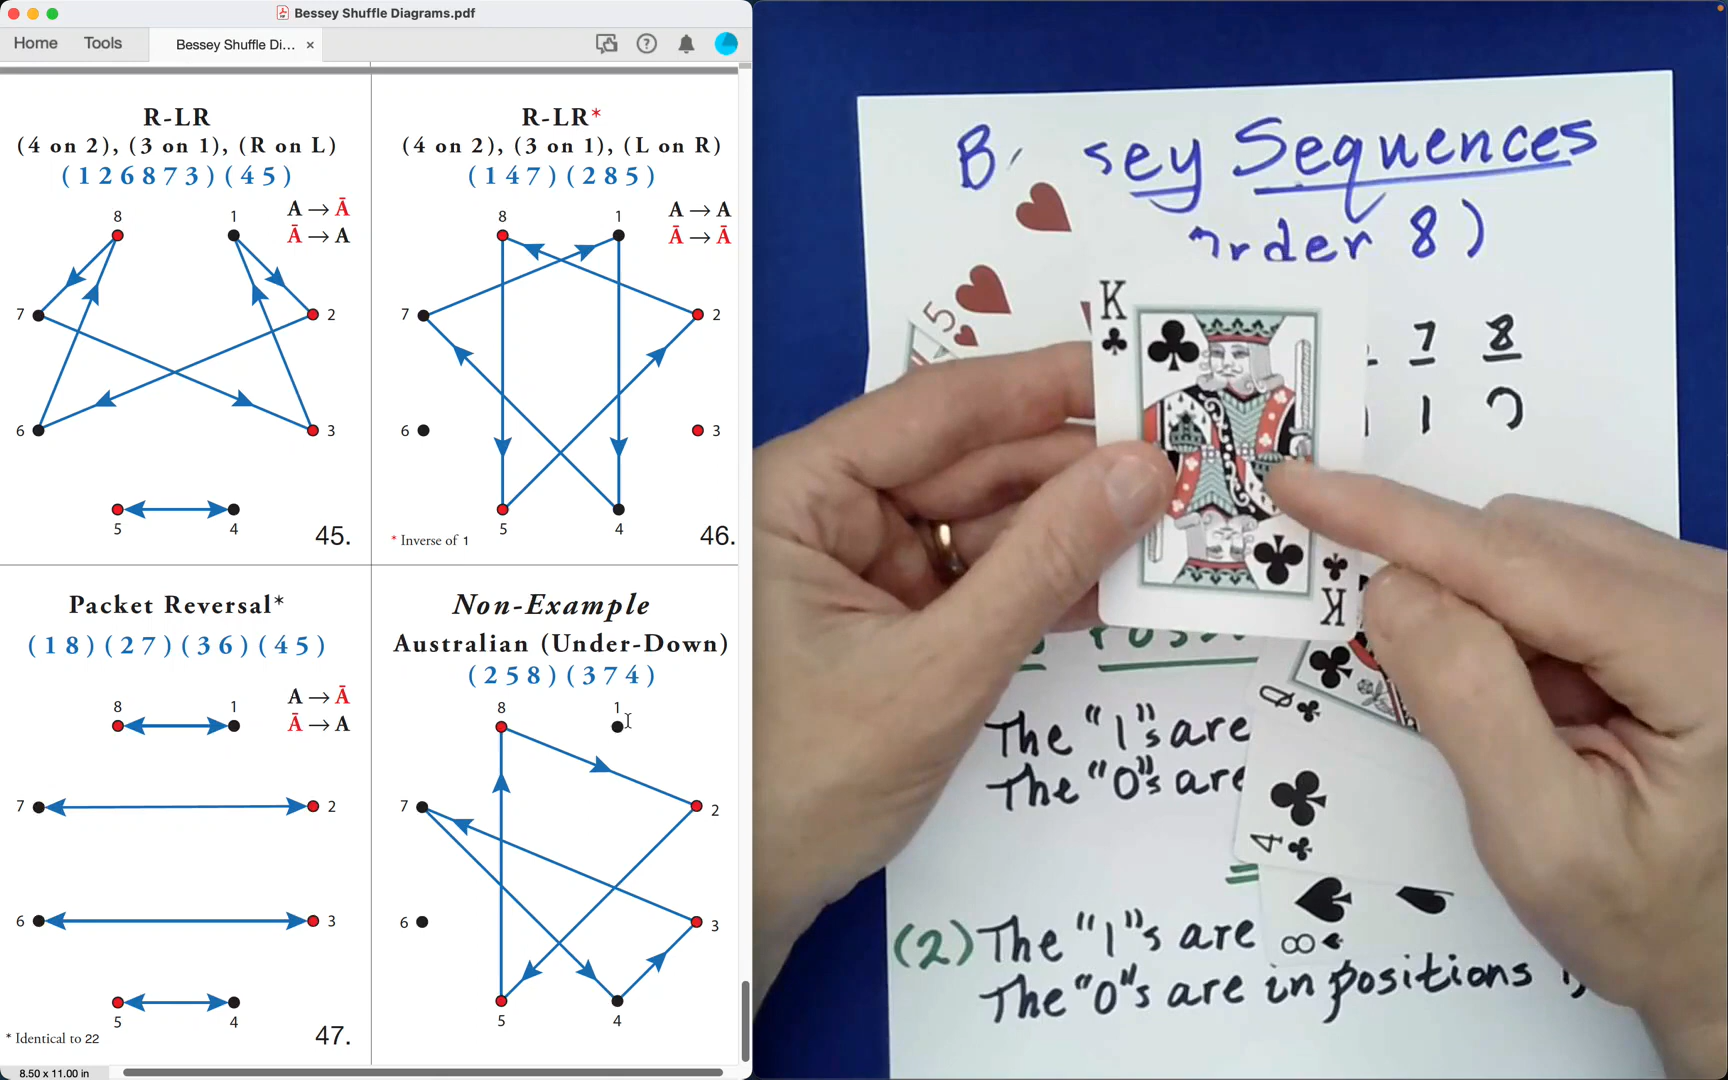 Bessey Shuffle Diagrams.pdf
Home Tools Bessey Shuffle Di... ×
R-LR
(4 on 2), (3 on 1), (R on L)
(126873)(45)
A → Ā
Ā → A
8 1
7 2
6 3
5 4
45.
R-LR*
(4 on 2), (3 on 1), (L on R)
(147)(285)
A → A
Ā → Ā
8 1
7 2
6 3
5 4
* Inverse of 1
46.
Packet Reversal*
(18)(27)(36)(45)
A → Ā
Ā → A
8 1
7 2
6 3
5 4
* Identical to 22
47.
Non-Example
Australian (Under-Down)
(258)(374)
8 1
7 2
6 3
5 4
8.50 x 11.00 in
Sequences
8)
7 8
1 0
5
K
K
Q
4
8
The "1"s are
The "0"s are
(2) The "1"s are
The "0"s are in positions